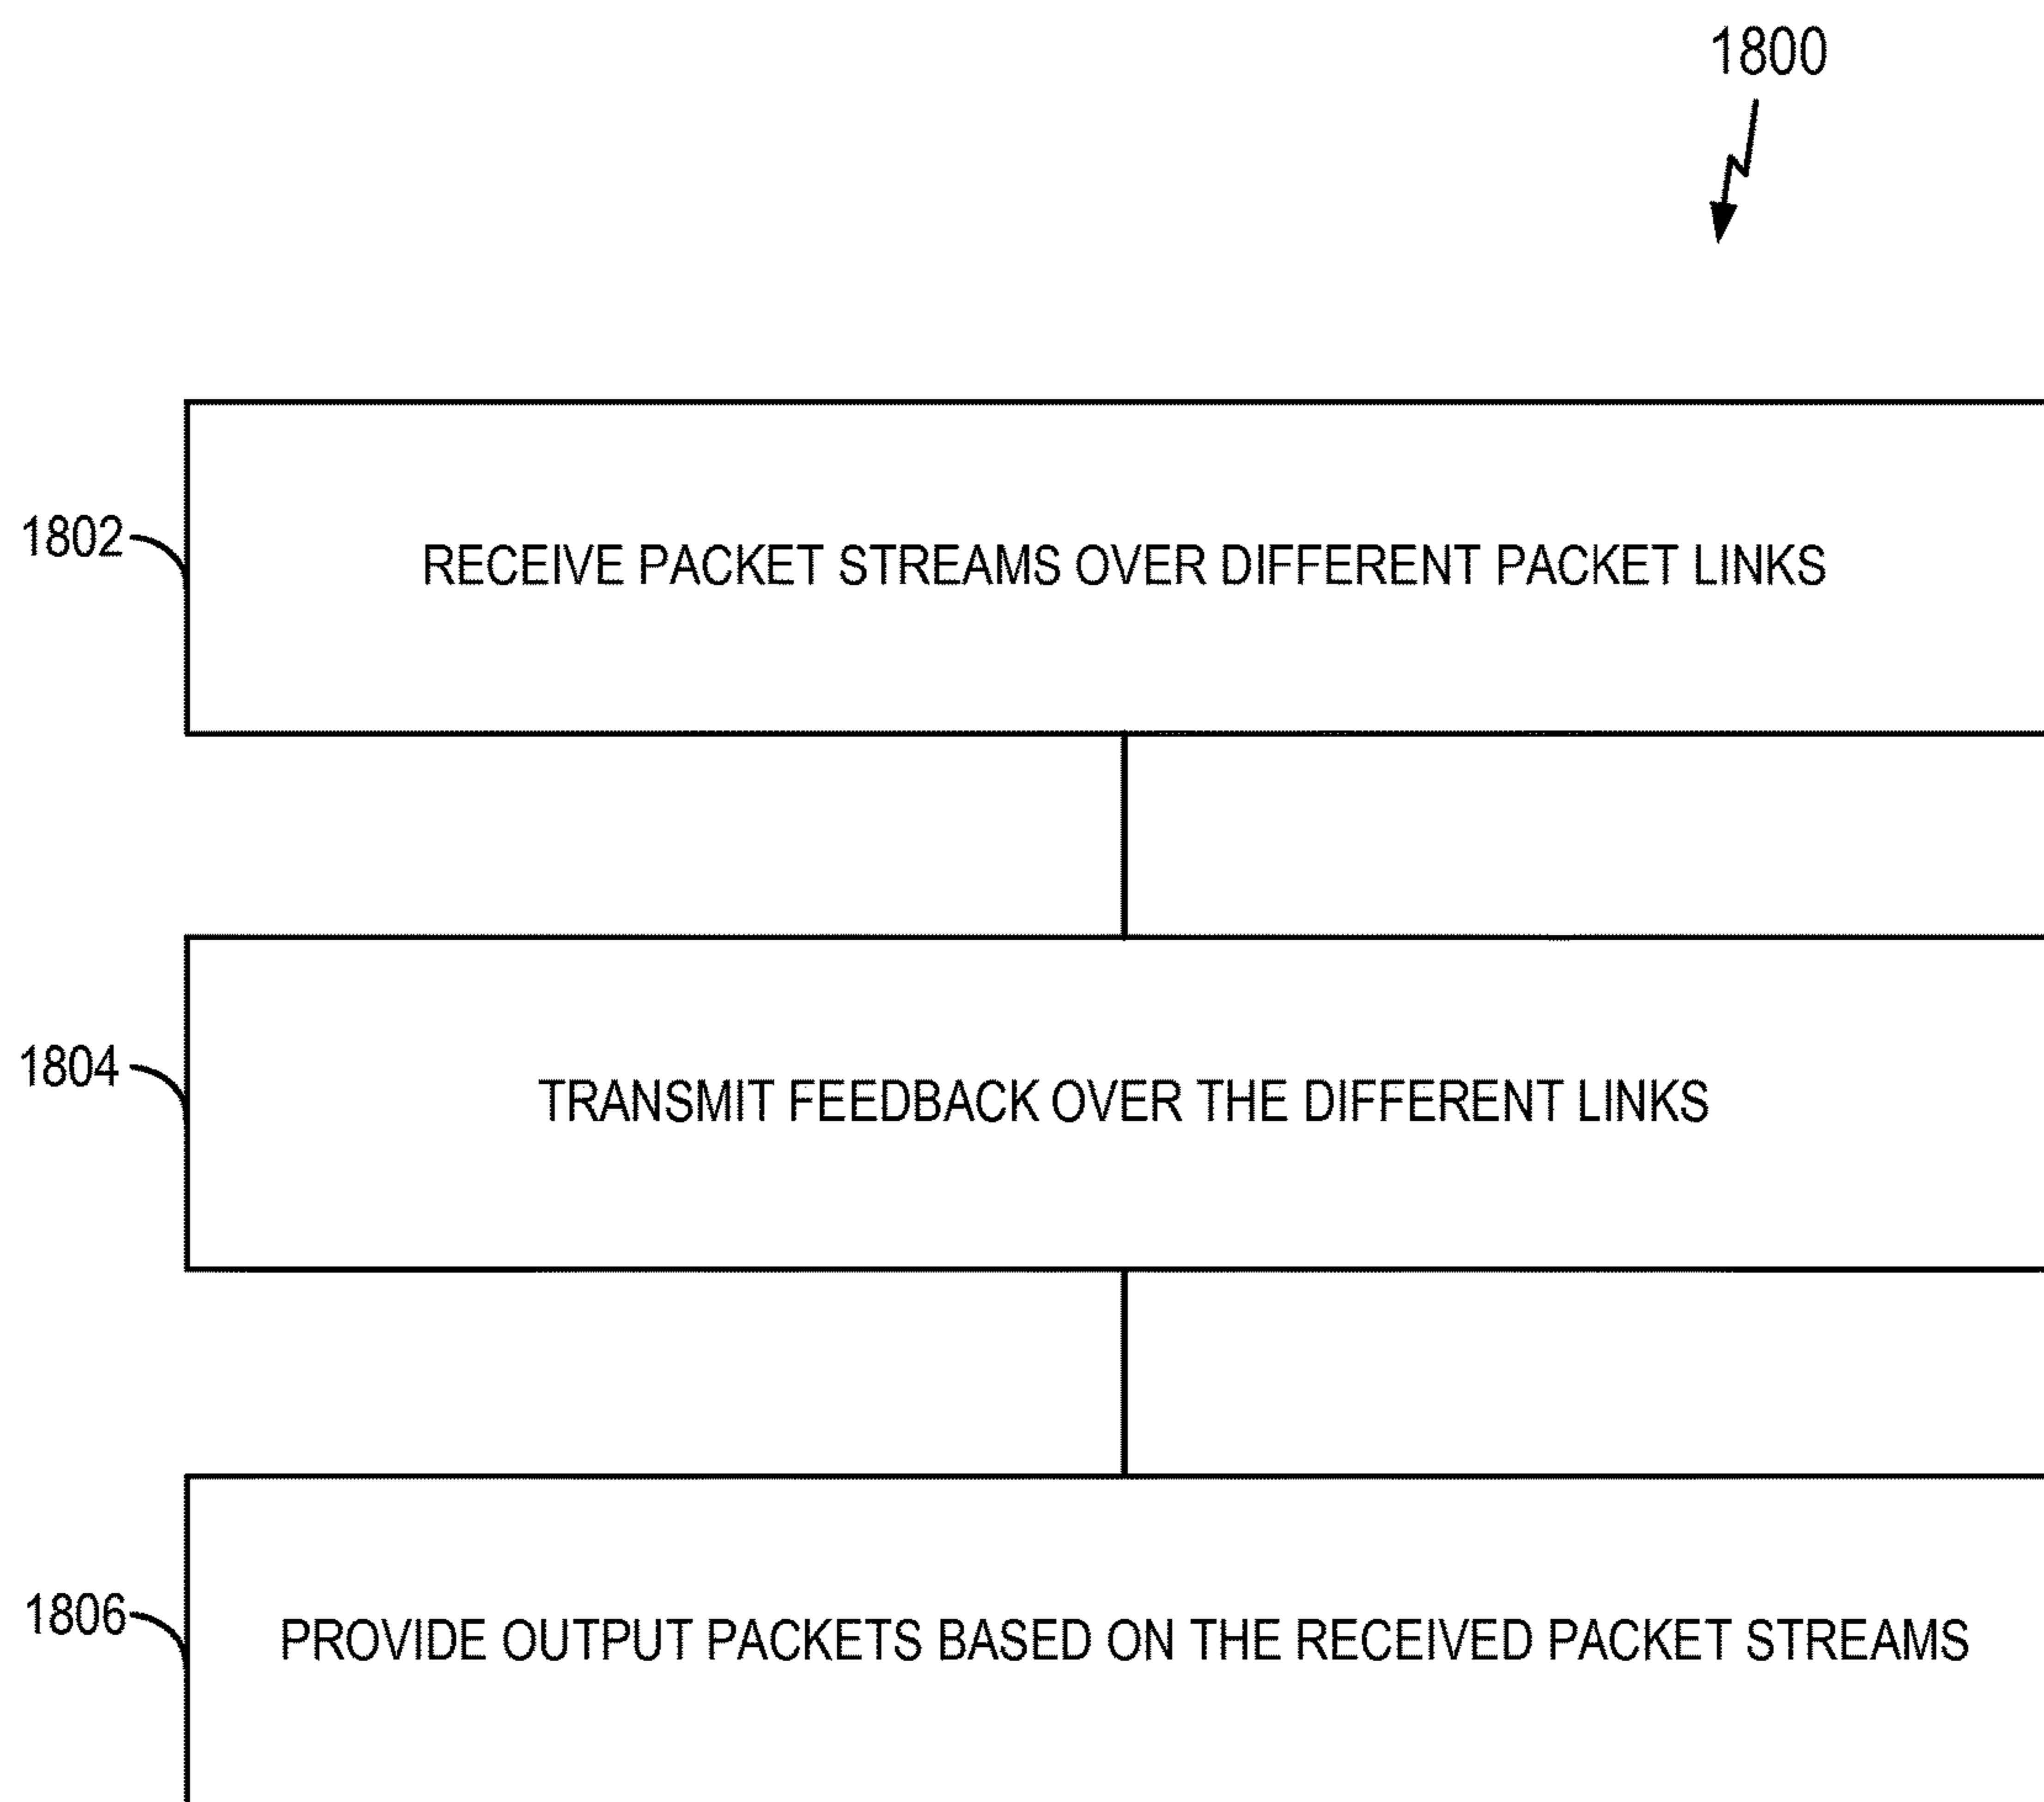 1800
1802
RECEIVE PACKET STREAMS OVER DIFFERENT PACKET LINKS
1804
TRANSMIT FEEDBACK OVER THE DIFFERENT LINKS
1806
PROVIDE OUTPUT PACKETS BASED ON THE RECEIVED PACKET STREAMS